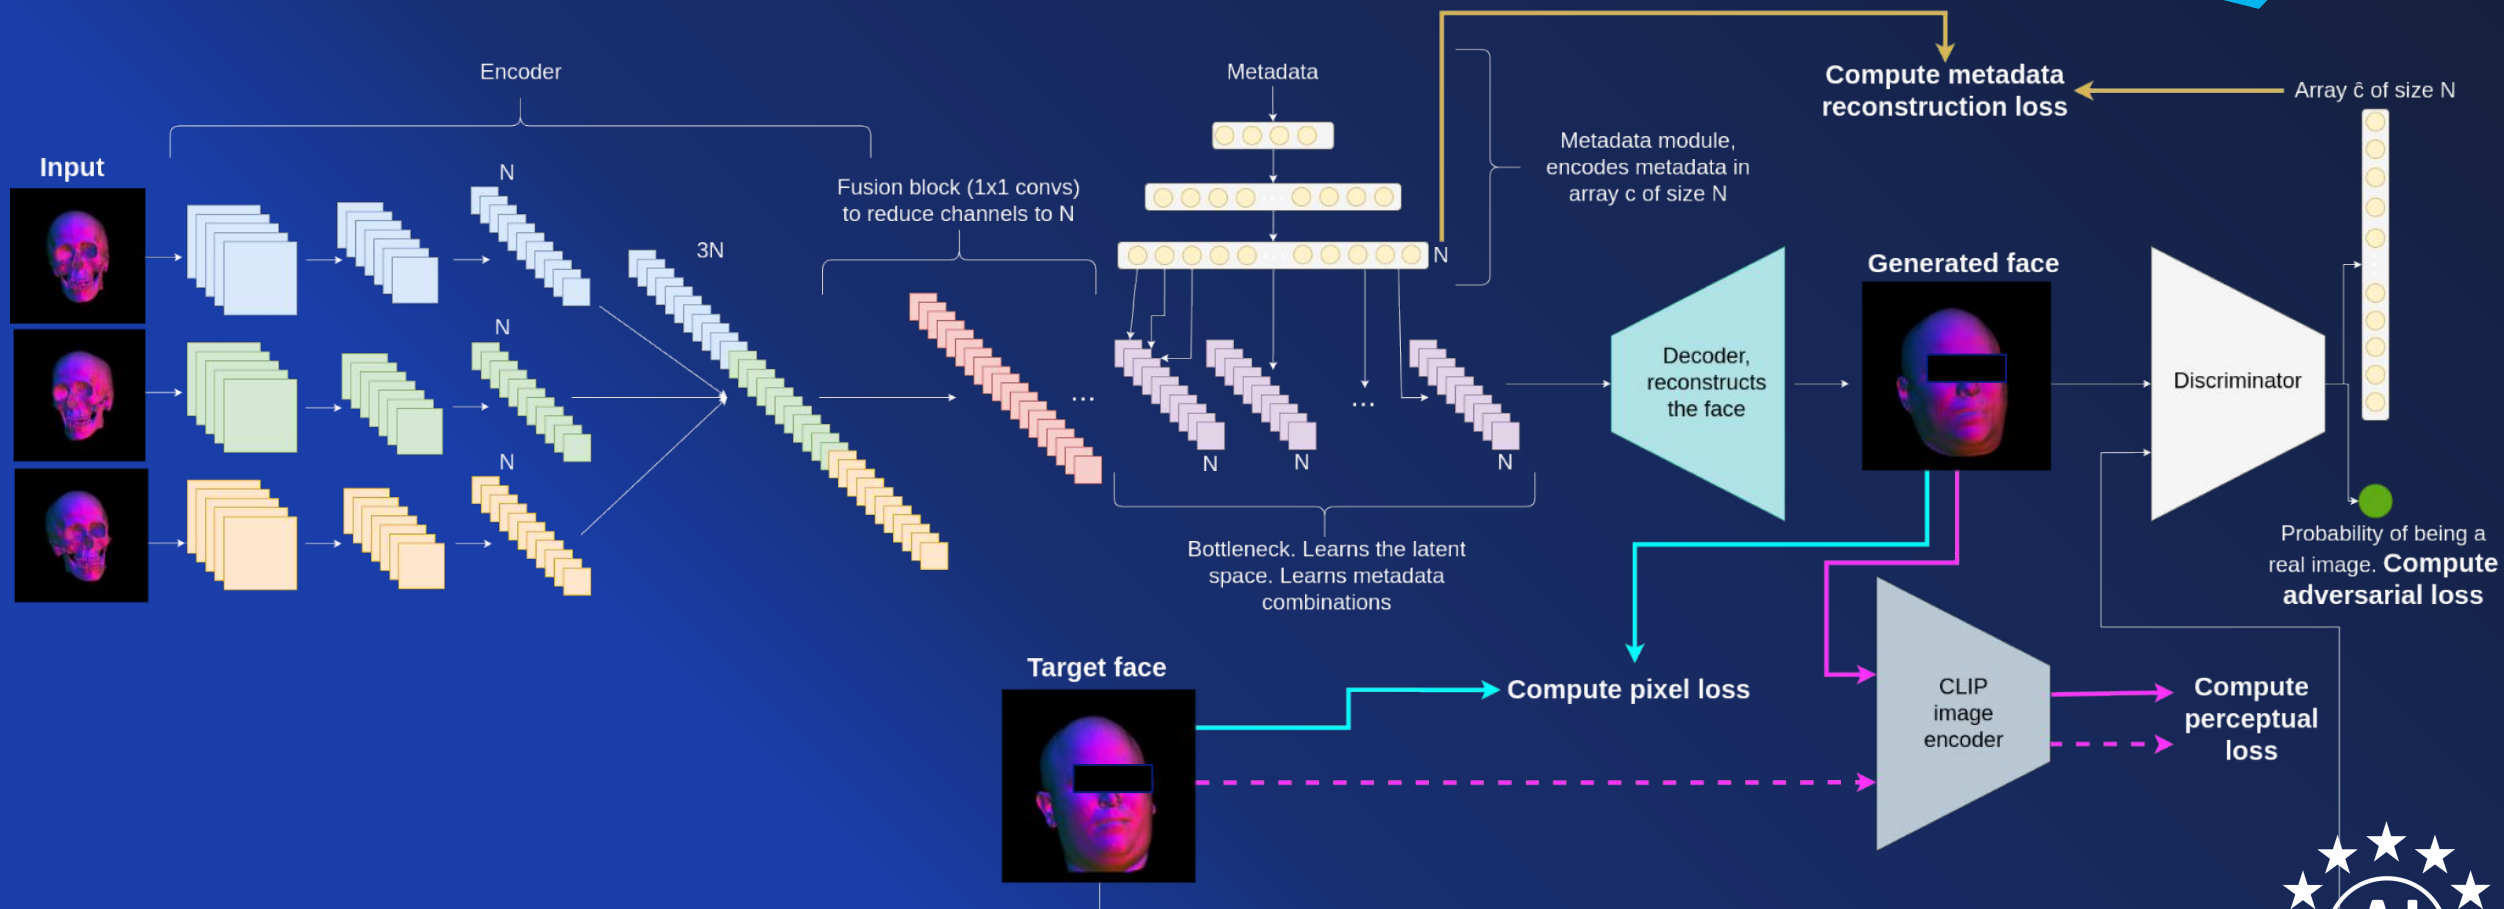 Encoder
Input
N
N
N
3N
Fusion block (1x1 convs)
to reduce channels to N
Metadata
N
Metadata module,
encodes metadata in
array c of size N
Compute metadata
reconstruction loss
Array ĉ of size N
...
...
N
N
N
Bottleneck. Learns the latent
space. Learns metadata
combinations
Decoder,
reconstructs
the face
Generated face
Discriminator
Probability of being a
real image. Compute
adversarial loss
Target face
Compute pixel loss
CLIP
image
encoder
Compute
perceptual
loss